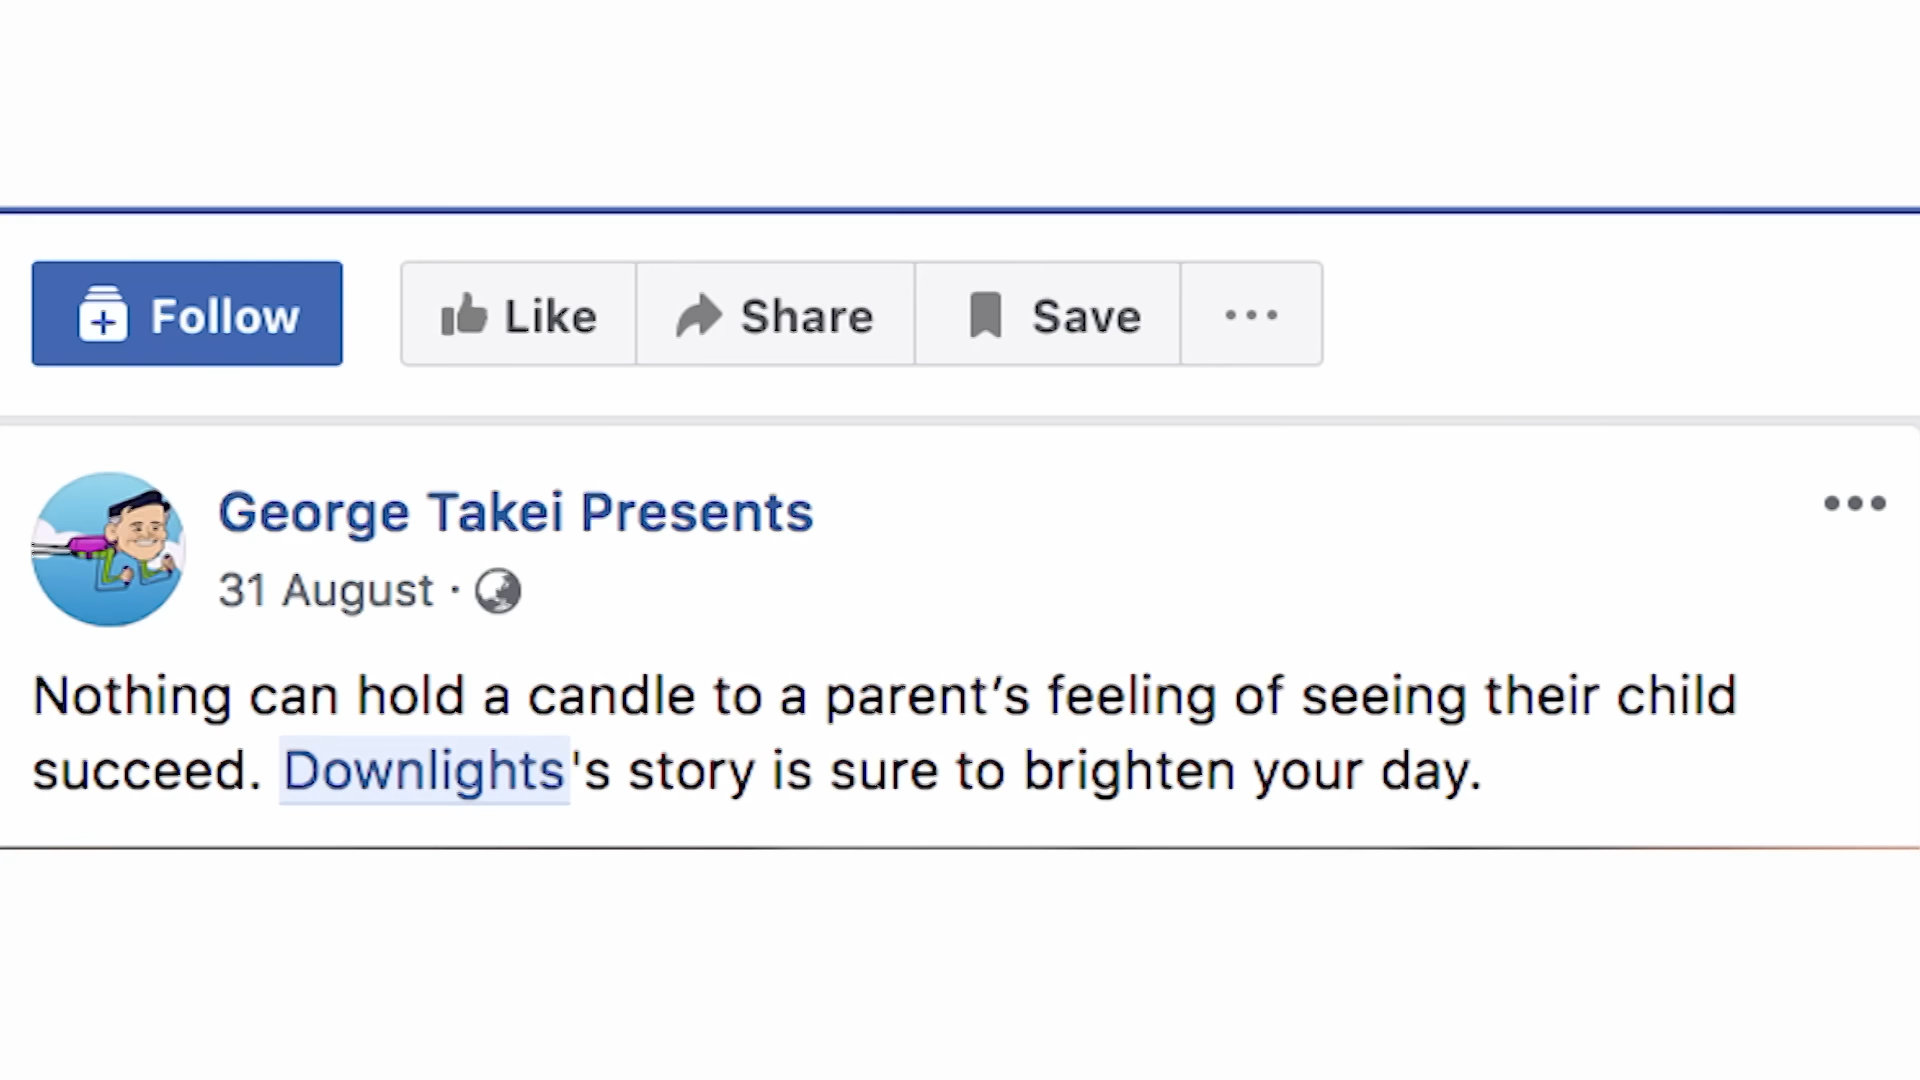 Follow
Like
Share
Save
George Takei Presents
31 August ·
Nothing can hold a candle to a parent’s feeling of seeing their child
succeed. Downlights's story is sure to brighten your day.